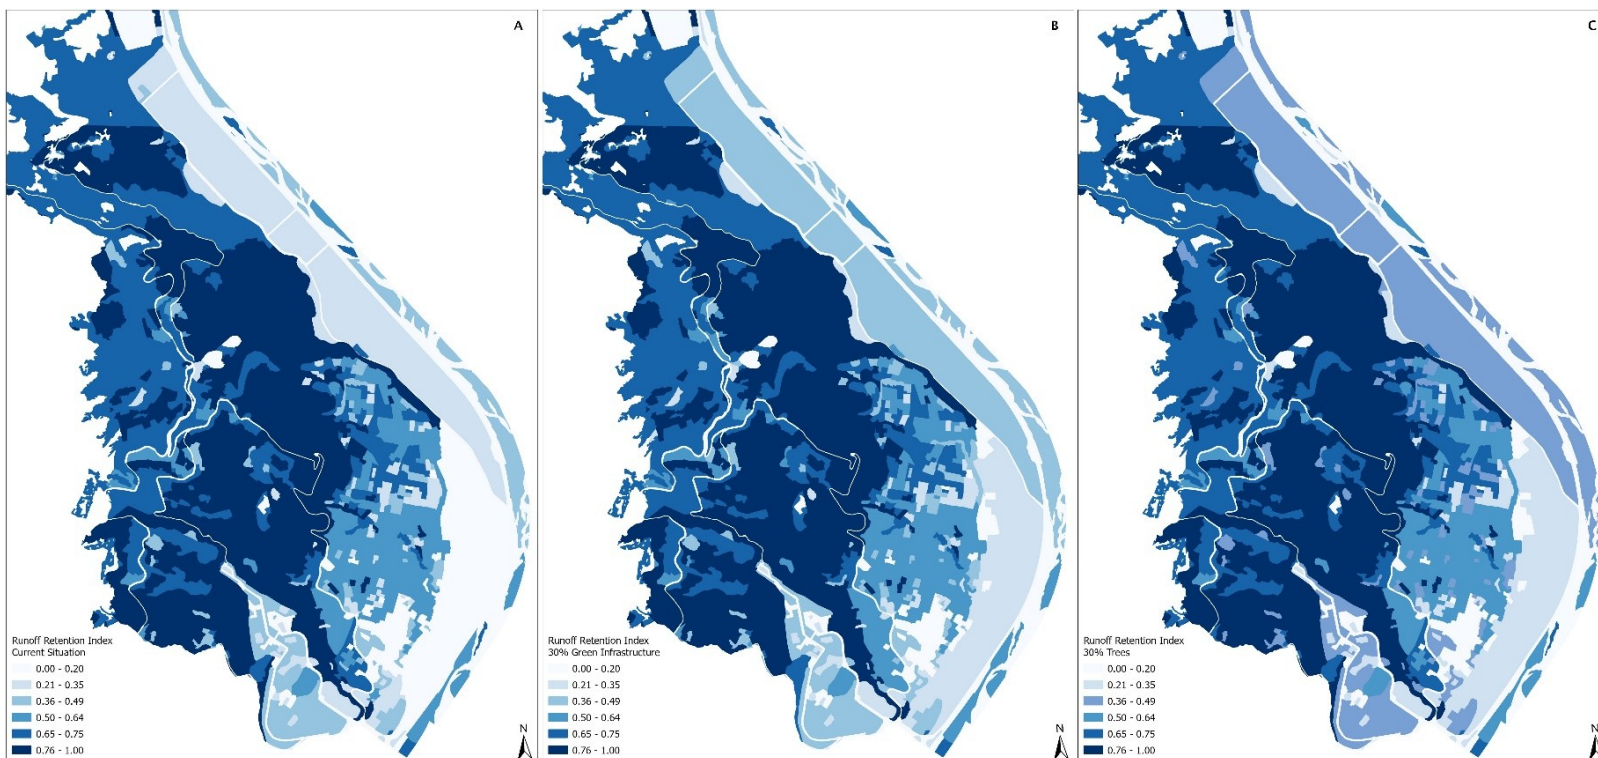 A
Runoff Retention Index
Current Situation
0.00 - 0.20
0.21 - 0.35
0.36 - 0.49
0.50 - 0.64
0.65 - 0.75
0.76 - 1.00
N
B
Runoff Retention Index
30% Green Infrastructure
0.00 - 0.20
0.21 - 0.35
0.36 - 0.49
0.50 - 0.64
0.65 - 0.75
0.76 - 1.00
N
C
Runoff Retention Index
30% Trees
0.00 - 0.20
0.21 - 0.35
0.36 - 0.49
0.50 - 0.64
0.65 - 0.75
0.76 - 1.00
N